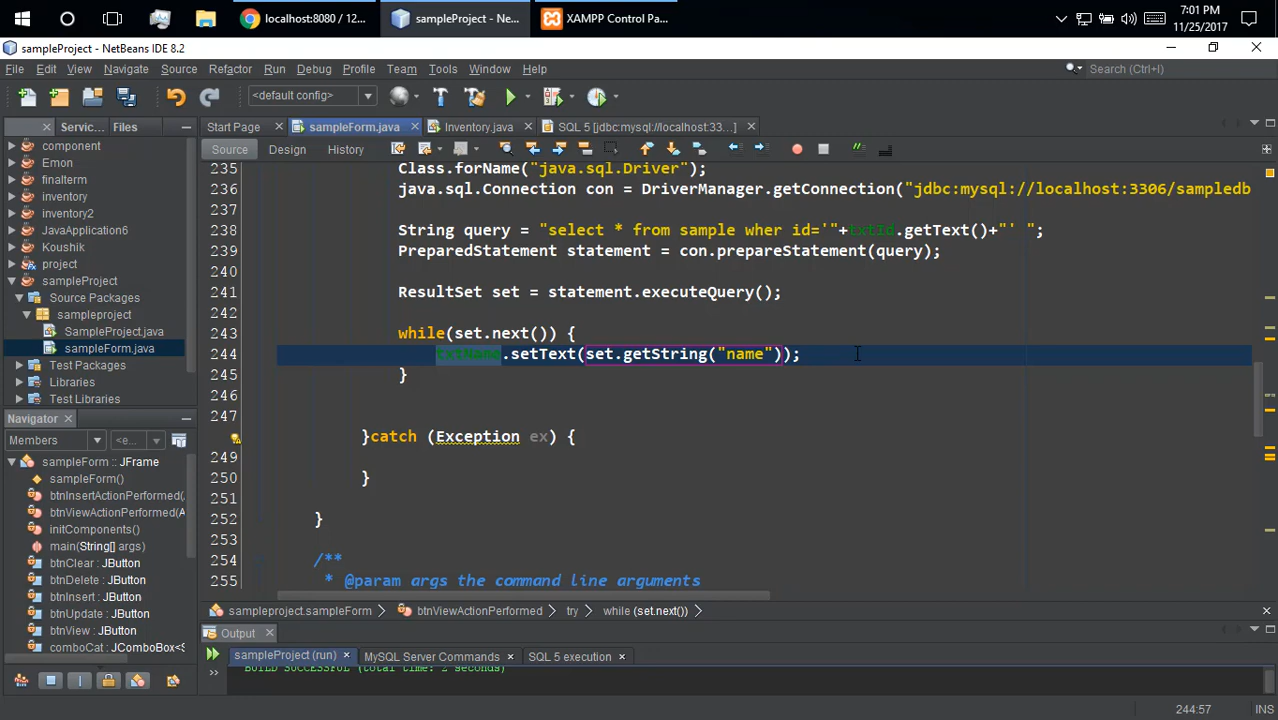 localhost:8080 / 12...
sampleProject - Ne...
XAMPP Control Pa...
7:01 PM
11/25/2017
sampleProject - NetBeans IDE 8.2
File Edit View Navigate Source Refactor Run Debug Profile Team Tools Window Help
Search (Ctrl+I)
<default config>
Servic... Files
Start Page
sampleForm.java
Inventory.java
SQL 5 [jdbc:mysql://localhost:33...]
component
Emon
finalterm
inventory
inventory2
JavaApplication6
Koushik
project
sampleProject
Source Packages
sampleproject
SampleProject.java
sampleForm.java
Test Packages
Libraries
Test Libraries
Source Design History
235 Class.forName("java.sql.Driver");
236 java.sql.Connection con = DriverManager.getConnection("jdbc:mysql://localhost:3306/sampledb
237
238 String query = "select * from sample wher id='"+txtId.getText()+"' ";
239 PreparedStatement statement = con.prepareStatement(query);
240
241 ResultSet set = statement.executeQuery();
242
243 while(set.next()) {
244 txtName.setText(set.getString("name"));
245 }
246
247
}catch (Exception ex) {
249
250 }
251
252 }
253
254 /**
255 * @param args the command line arguments
Navigator
Members
<e...
sampleForm :: JFrame
sampleForm()
btnInsertActionPerformed(
btnViewActionPerformed(
initComponents()
main(String[] args)
btnClear : JButton
btnDelete : JButton
btnInsert : JButton
btnUpdate : JButton
btnView : JButton
comboCat : JComboBox<S
sampleproject.sampleForm
btnViewActionPerformed
try
while (set.next())
Output
sampleProject (run)
MySQL Server Commands
SQL 5 execution
BUILD SUCCESSFUL (total time: 2 seconds)
244:57
INS